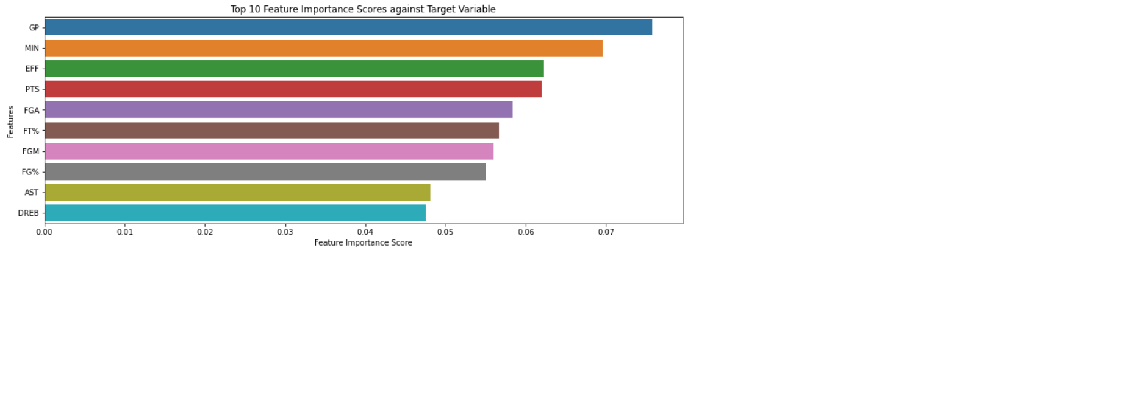 Top 10 Feature Importance Scores against Target Variable
Features
GP
MIN
EFF
PTS
FGA
FT%
FGM
FG%
AST
DREB
0.00 0.01 0.02 0.03 0.04 0.05 0.06 0.07
Feature Importance Score